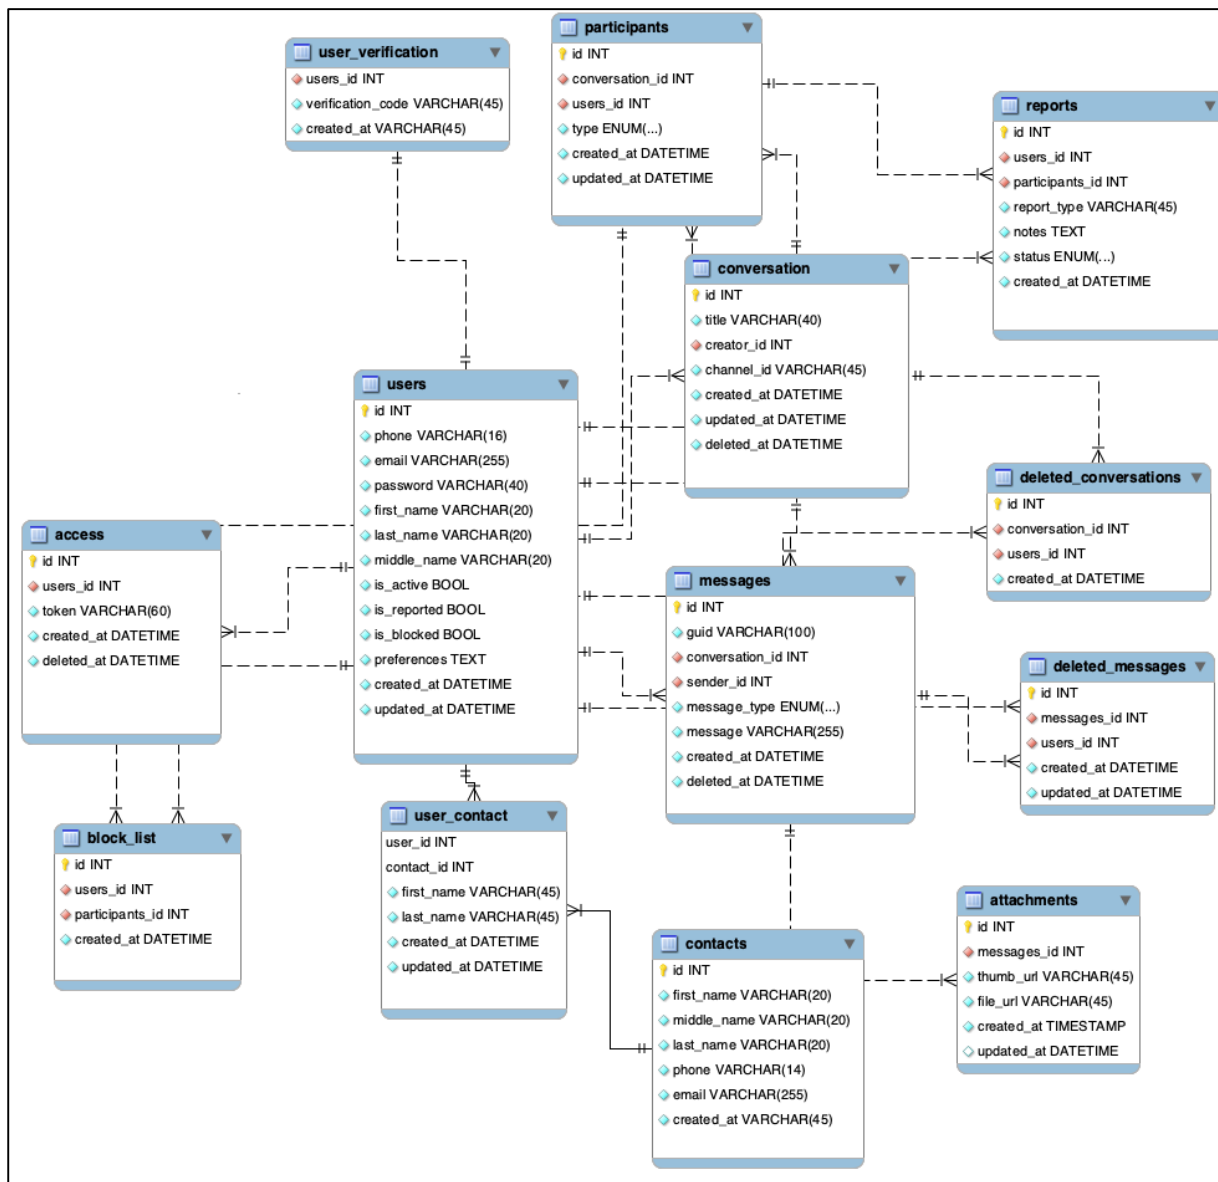 user_verification
users_id INT
verification_code VARCHAR(45)
created_at VARCHAR(45)
participants
id INT
conversation_id INT
users_id INT
type ENUM(...)
created_at DATETIME
updated_at DATETIME
reports
id INT
users_id INT
participants_id INT
report_type VARCHAR(45)
notes TEXT
status ENUM(...)
created_at DATETIME
conversation
id INT
title VARCHAR(40)
creator_id INT
channel_id VARCHAR(45)
created_at DATETIME
updated_at DATETIME
deleted_at DATETIME
users
id INT
phone VARCHAR(16)
email VARCHAR(255)
password VARCHAR(40)
first_name VARCHAR(20)
last_name VARCHAR(20)
middle_name VARCHAR(20)
is_active BOOL
is_reported BOOL
is_blocked BOOL
preferences TEXT
created_at DATETIME
updated_at DATETIME
deleted_conversations
id INT
conversation_id INT
users_id INT
created_at DATETIME
access
id INT
users_id INT
token VARCHAR(60)
created_at DATETIME
deleted_at DATETIME
messages
id INT
guid VARCHAR(100)
conversation_id INT
sender_id INT
message_type ENUM(...)
message VARCHAR(255)
created_at DATETIME
deleted_at DATETIME
deleted_messages
id INT
messages_id INT
users_id INT
created_at DATETIME
updated_at DATETIME
block_list
id INT
users_id INT
participants_id INT
created_at DATETIME
user_contact
user_id INT
contact_id INT
first_name VARCHAR(45)
last_name VARCHAR(45)
created_at DATETIME
updated_at DATETIME
contacts
id INT
first_name VARCHAR(20)
middle_name VARCHAR(20)
last_name VARCHAR(20)
phone VARCHAR(14)
email VARCHAR(255)
created_at VARCHAR(45)
attachments
id INT
messages_id INT
thumb_url VARCHAR(45)
file_url VARCHAR(45)
created_at TIMESTAMP
updated_at DATETIME